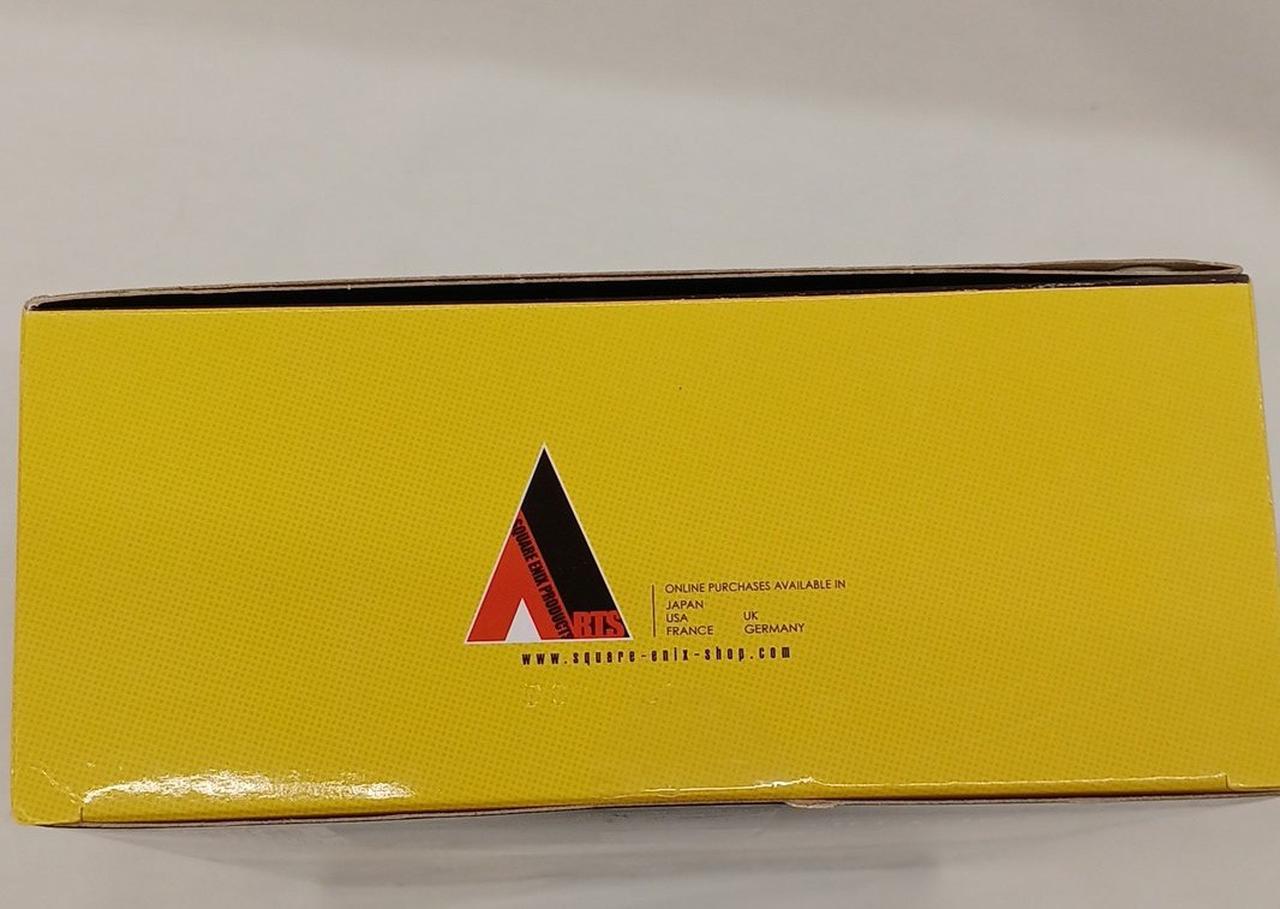 SQUARE ENIX PRODUCTS
ARTS
ONLINE PURCHASES AVAILABLE IN
JAPAN
USA UK
FRANCE GERMANY
www.square-enix-shop.com